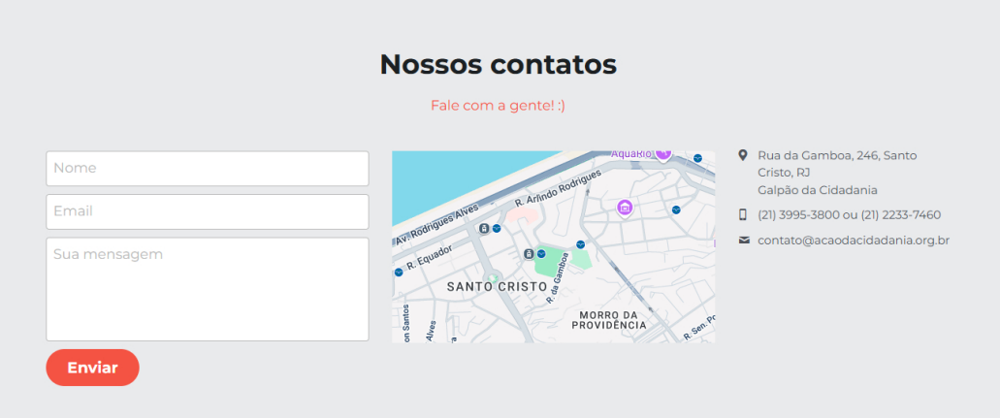 Nossos contatos
Fale com a gente! :)
Nome
Email
Sua mensagem
Enviar
AquaRio
R. Arlindo Rodrigues
Av. Rodrigues Alves
R. Equador
R. da Gamboa
SANTO CRISTO
MORRO DA
PROVIDÊNCIA
on Santos
Alves
R. Sen. Po
Rua da Gamboa, 246, Santo
Cristo, RJ
Galpão da Cidadania
(21) 3995-3800 ou (21) 2233-7460
contato@acaodacidadania.org.br